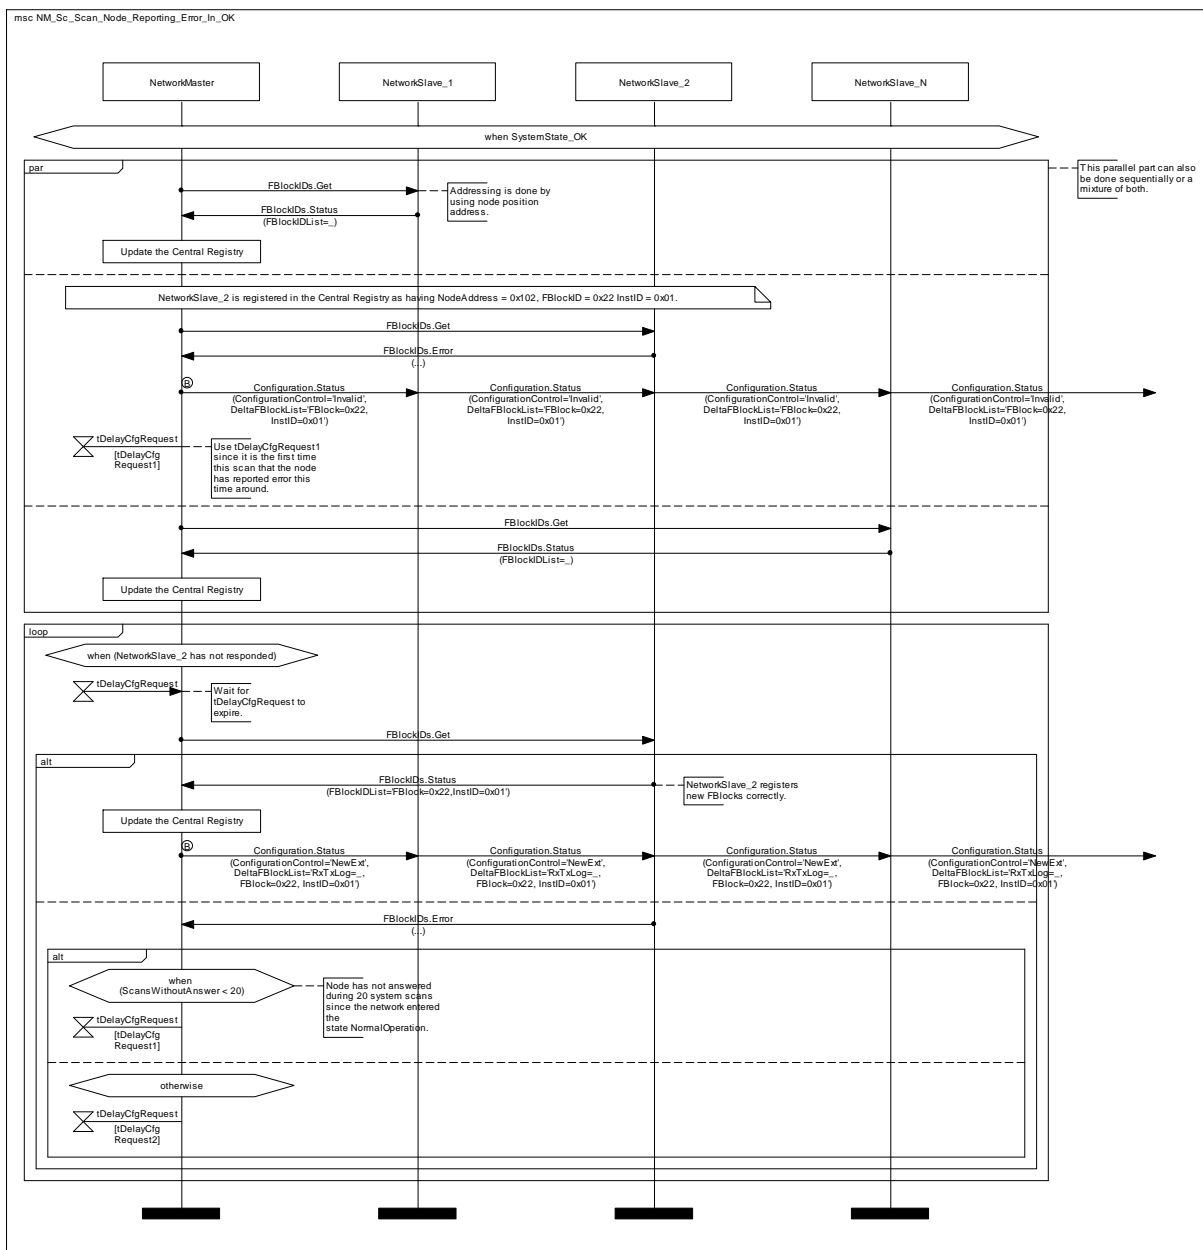 msc NM_Sc_Scan_Node_Reporting_Error_In_OK
NetworkMaster
NetworkSlave_1
NetworkSlave_2
NetworkSlave_N
when SystemState_OK
par
This parallel part can also
be done sequentially or a
mixture of both.
FBlockIDs.Get
Addressing is done by
using node position
address.
FBlockIDs.Status
(FBlockIDList=_)
Update the Central Registry
NetworkSlave_2 is registered in the Central Registry as having NodeAddress = 0x102, FBlockID = 0x22 InstID = 0x01.
FBlockIDs.Get
FBlockIDs.Error
(...)
B
Configuration.Status
(ConfigurationControl='Invalid',
DeltaFBlockList='FBlock=0x22,
InstID=0x01')
Configuration.Status
(ConfigurationControl='Invalid',
DeltaFBlockList='FBlock=0x22,
InstID=0x01')
Configuration.Status
(ConfigurationControl='Invalid',
DeltaFBlockList='FBlock=0x22,
InstID=0x01')
Configuration.Status
(ConfigurationControl='Invalid',
DeltaFBlockList='FBlock=0x22,
InstID=0x01')
tDelayCfgRequest
[tDelayCfg
Request1]
Use tDelayCfgRequest1
since it is the first time
this scan that the node
has reported error this
time around.
FBlockIDs.Get
FBlockIDs.Status
(FBlockIDList=_)
Update the Central Registry
loop
when (NetworkSlave_2 has not responded)
tDelayCfgRequest
Wait for
tDelayCfgRequest to
expire.
FBlockIDs.Get
alt
FBlockIDs.Status
(FBlockIDList='FBlock=0x22,InstID=0x01')
NetworkSlave_2 registers
new FBlocks correctly.
Update the Central Registry
B
Configuration.Status
(ConfigurationControl='NewExt',
DeltaFBlockList='RxTxLog=_,
FBlock=0x22, InstID=0x01')
Configuration.Status
(ConfigurationControl='NewExt',
DeltaFBlockList='RxTxLog=_,
FBlock=0x22, InstID=0x01')
Configuration.Status
(ConfigurationControl='NewExt',
DeltaFBlockList='RxTxLog=_,
FBlock=0x22, InstID=0x01')
Configuration.Status
(ConfigurationControl='NewExt',
DeltaFBlockList='RxTxLog=_,
FBlock=0x22, InstID=0x01')
FBlockIDs.Error
(...)
alt
when
(ScansWithoutAnswer < 20)
Node has not answered
during 20 system scans
since the network entered
the
state NormalOperation.
tDelayCfgRequest
[tDelayCfg
Request1]
otherwise
tDelayCfgRequest
[tDelayCfg
Request2]